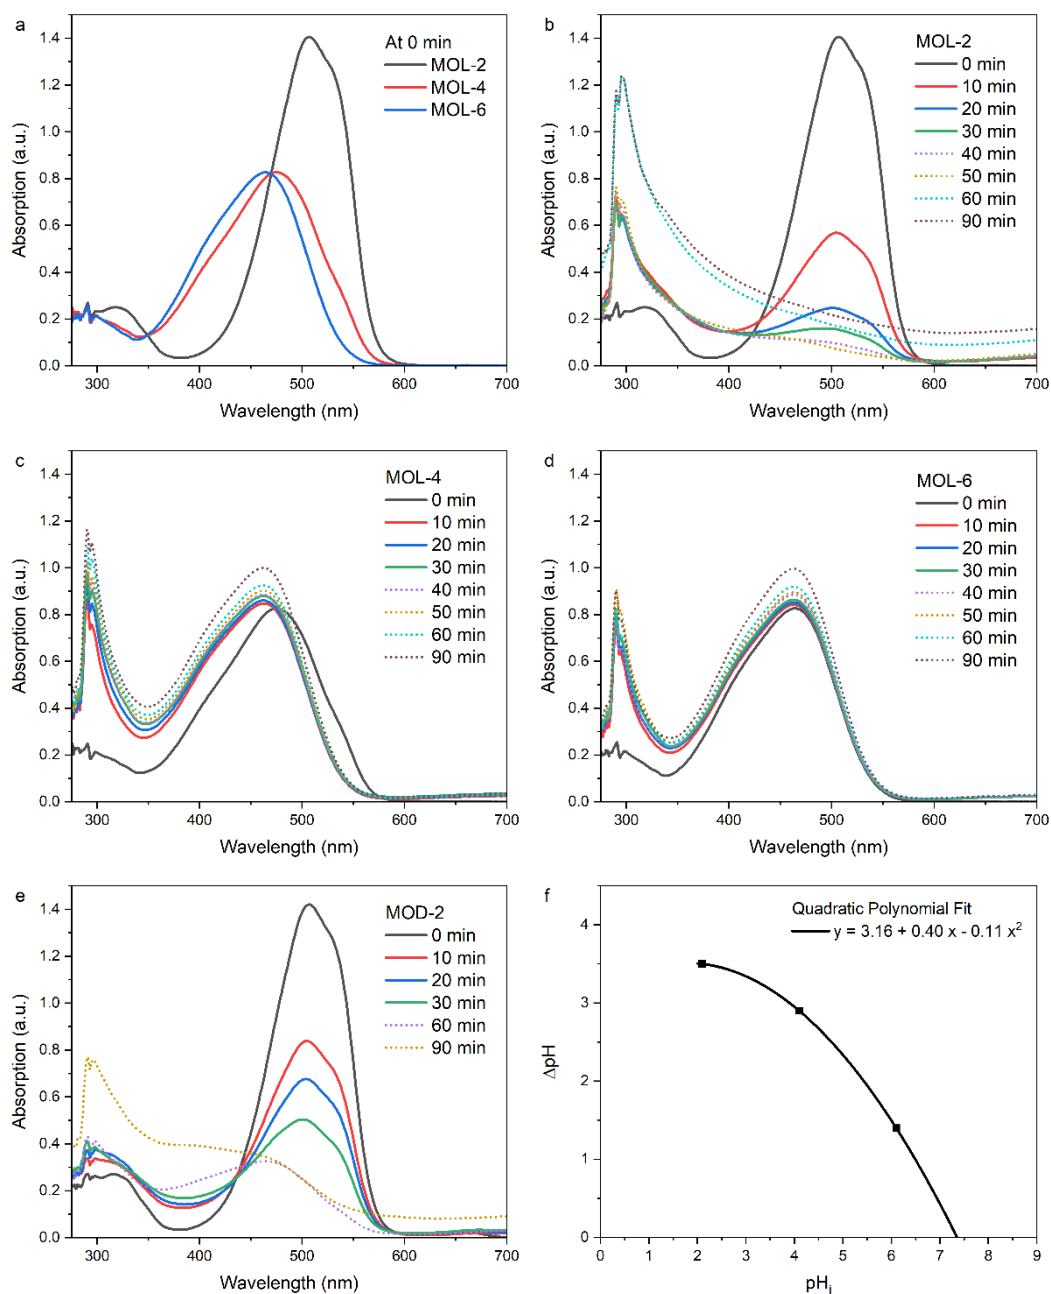 a
At 0 min
MOL-2
MOL-4
MOL-6
Absorption (a.u.)
1.4
1.2
1.0
0.8
0.6
0.4
0.2
0.0
300 400 500 600 700
Wavelength (nm)
b
MOL-2
0 min
10 min
20 min
30 min
40 min
50 min
60 min
90 min
Absorption (a.u.)
1.4
1.2
1.0
0.8
0.6
0.4
0.2
0.0
300 400 500 600 700
Wavelength (nm)
c
MOL-4
0 min
10 min
20 min
30 min
40 min
50 min
60 min
90 min
Absorption (a.u.)
1.4
1.2
1.0
0.8
0.6
0.4
0.2
0.0
300 400 500 600 700
Wavelength (nm)
d
MOL-6
0 min
10 min
20 min
30 min
40 min
50 min
60 min
90 min
Absorption (a.u.)
1.4
1.2
1.0
0.8
0.6
0.4
0.2
0.0
300 400 500 600 700
Wavelength (nm)
e
MOD-2
0 min
10 min
20 min
30 min
60 min
90 min
Absorption (a.u.)
1.4
1.2
1.0
0.8
0.6
0.4
0.2
0.0
300 400 500 600 700
Wavelength (nm)
f
Quadratic Polynomial Fit
y = 3.16 + 0.40 x - 0.11 x²
ΔpH
4
3
2
1
0
0 1 2 3 4 5 6 7 8 9
pHᵢ